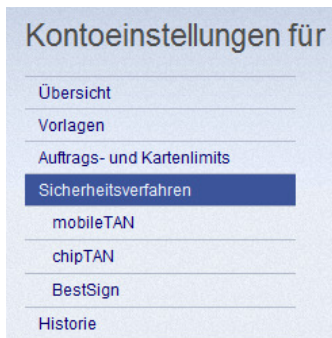 Kontoeinstellungen für
Übersicht
Vorlagen
Auftrags- und Kartenlimits
Sicherheitsverfahren
mobileTAN
chipTAN
BestSign
Historie